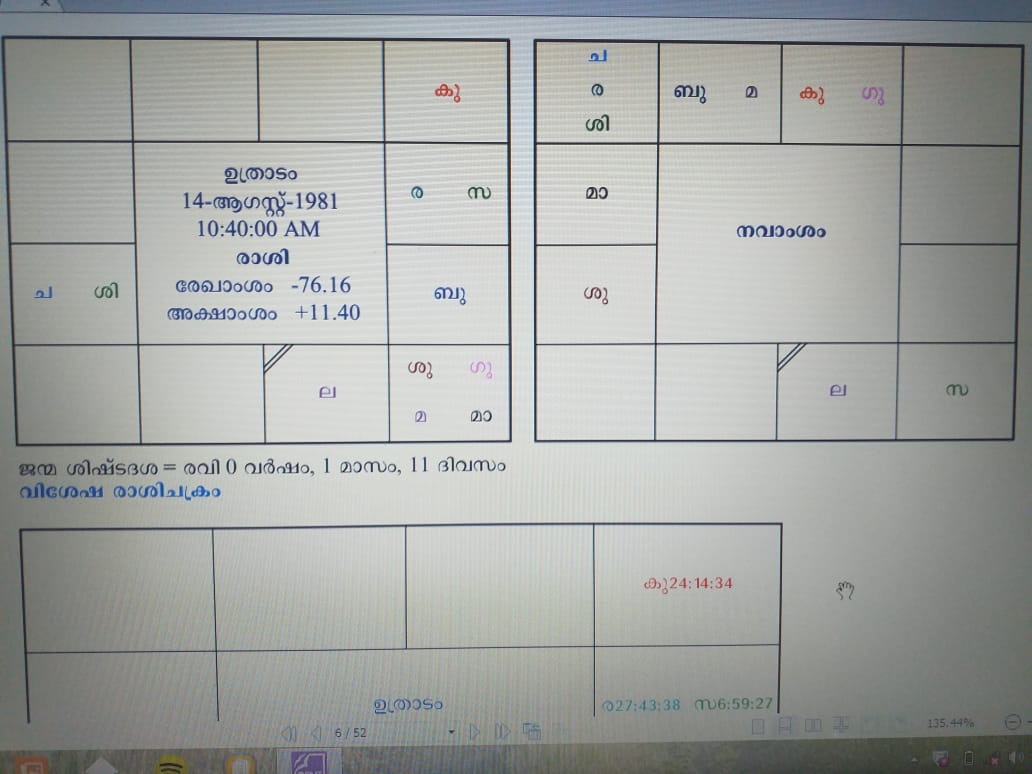 കു
ഉത്രാടം
14-ആഗസ്റ്റ്-1981
10:40:00 AM
രാശി
രേഖാംശം -76.16
അക്ഷാംശം +11.40
ര സ
ച ശി
ബു
ല
ശു ഗു
മ മാ
ച
ര
ശി
ബു മ
കു ഗു
മാ
നവാംശം
ശു
ല
സ
ജന്മ ശിഷ്ടദശ = രവി 0 വർഷം, 1 മാസം, 11 ദിവസം
വിശേഷ രാശിചക്രം
കു24:14:34
ഉത്രാടം
ര27:43:38 സ6:59:27
6 / 52
135.44%